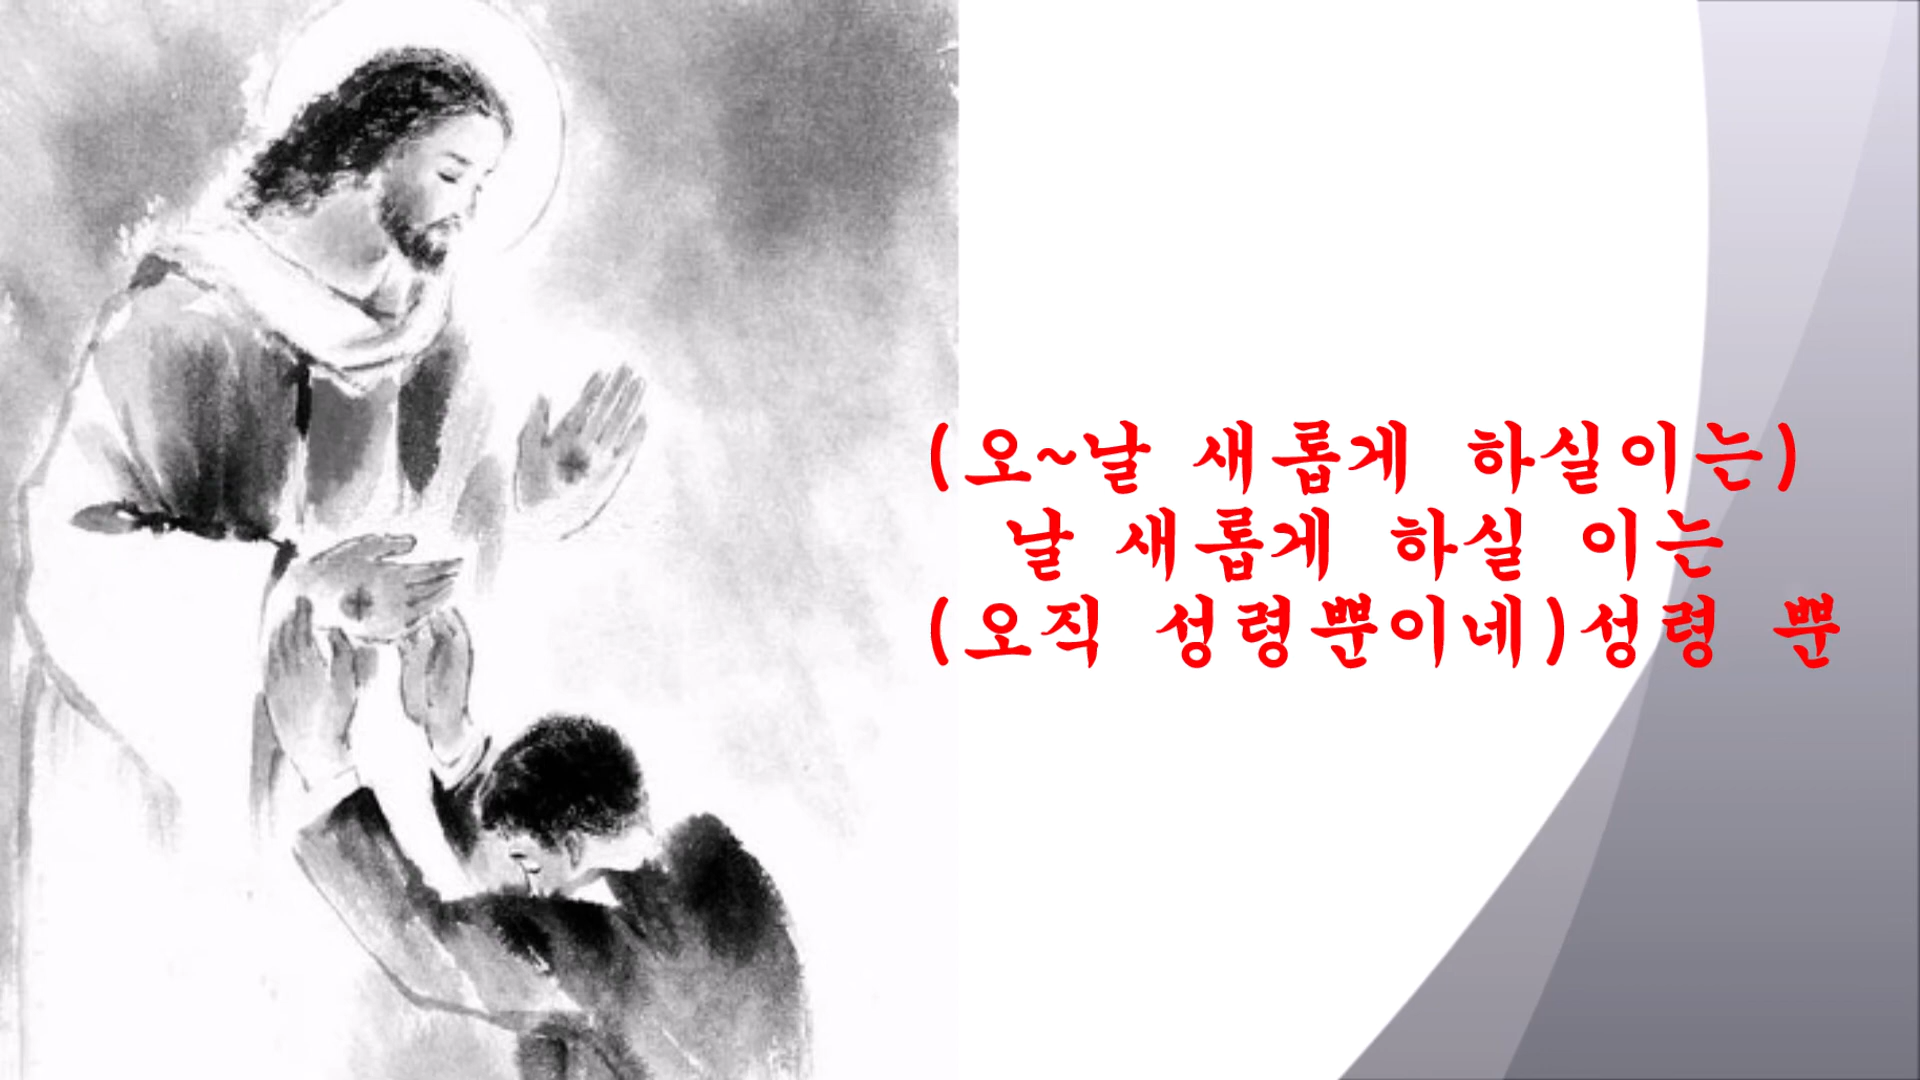 (오~날 새롭게 하실이는)
날 새롭게 하실 이는
(오직 성령뿐이네)성령 뿐